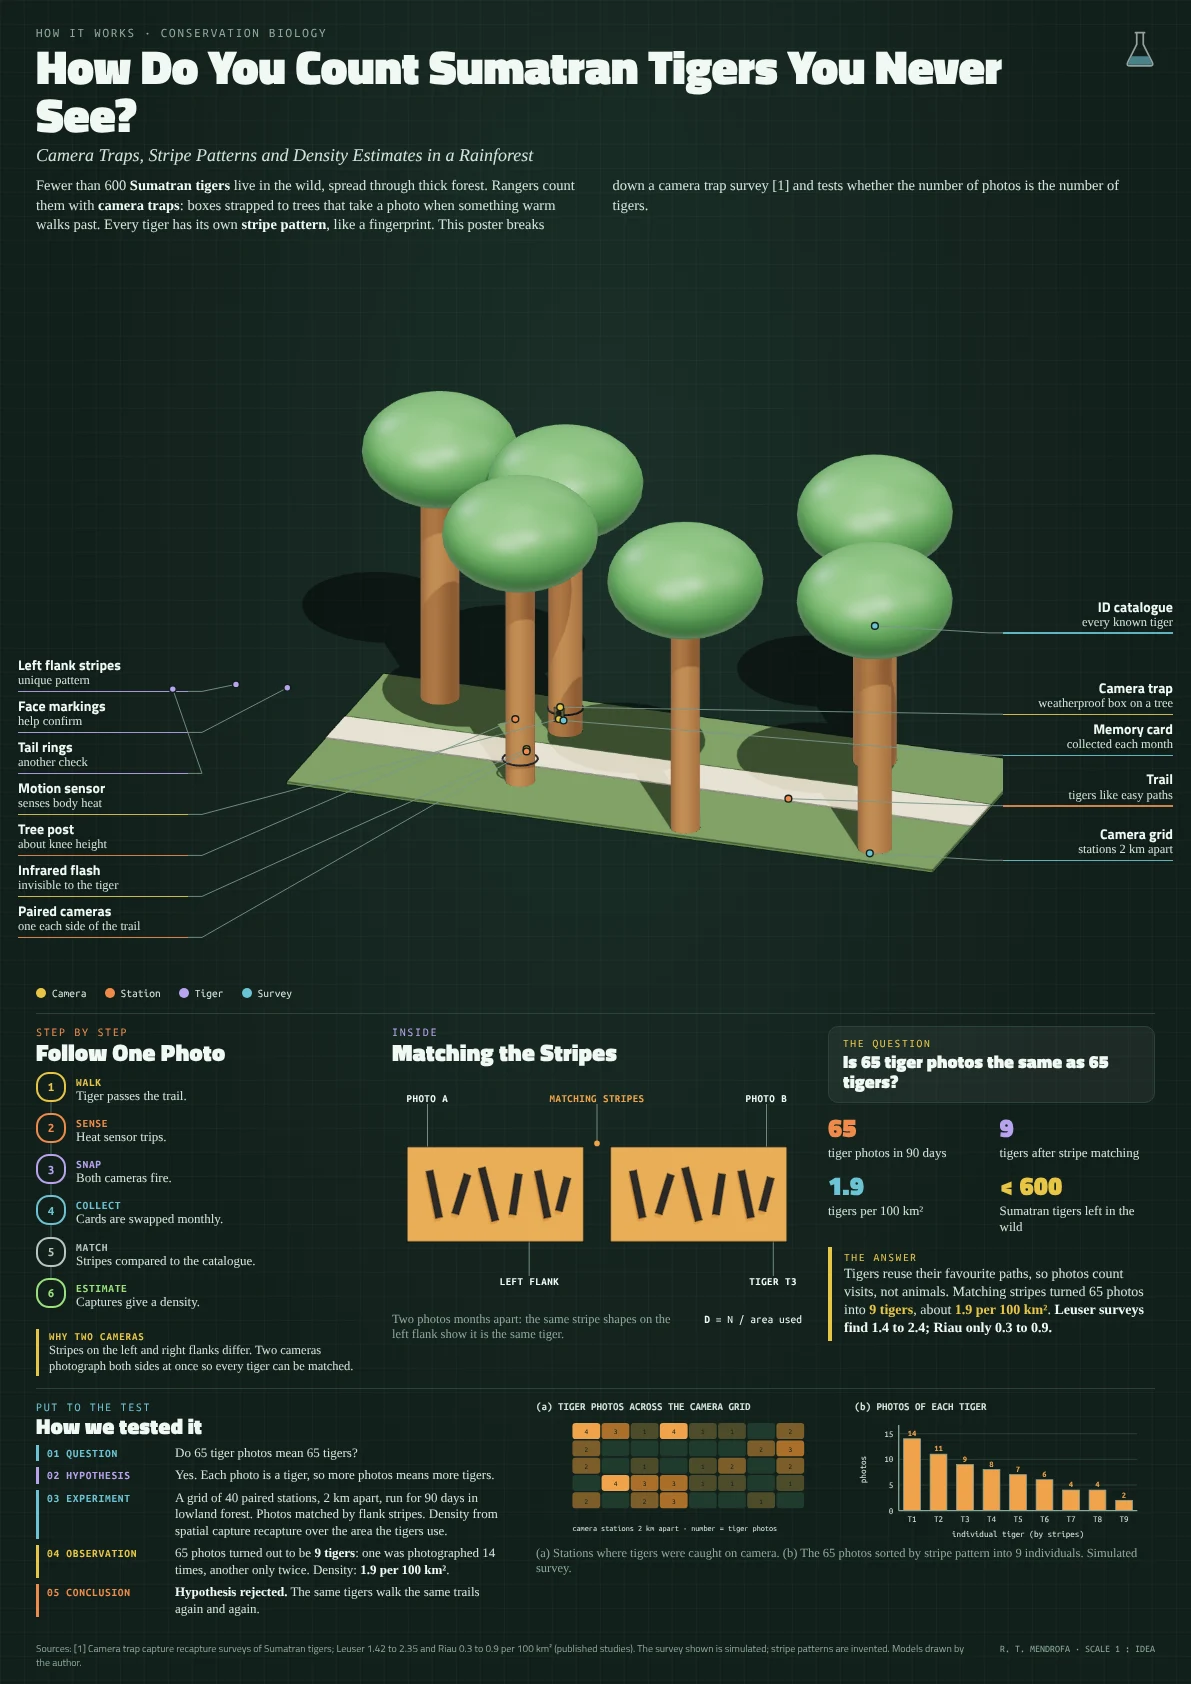 HOW IT WORKS · CONSERVATION BIOLOGY
How Do You Count Sumatran Tigers You Never
See?
Camera Traps, Stripe Patterns and Density Estimates in a Rainforest
Fewer than 600 Sumatran tigers live in the wild, spread through thick forest. Rangers count
them with camera traps: boxes strapped to trees that take a photo when something warm
walks past. Every tiger has its own stripe pattern, like a fingerprint. This poster breaks
down a camera trap survey [1] and tests whether the number of photos is the number of
tigers.
Left flank stripes
unique pattern
Face markings
help confirm
Tail rings
another check
Motion sensor
senses body heat
Tree post
about knee height
Infrared flash
invisible to the tiger
Paired cameras
one each side of the trail
ID catalogue
every known tiger
Camera trap
weatherproof box on a tree
Memory card
collected each month
Trail
tigers like easy paths
Camera grid
stations 2 km apart
Camera Station Tiger Survey
STEP BY STEP
Follow One Photo
1 WALK
Tiger passes the trail.
2 SENSE
Heat sensor trips.
3 SNAP
Both cameras fire.
4 COLLECT
Cards are swapped monthly.
5 MATCH
Stripes compared to the catalogue.
6 ESTIMATE
Captures give a density.
WHY TWO CAMERAS
Stripes on the left and right flanks differ. Two cameras
photograph both sides at once so every tiger can be matched.
INSIDE
Matching the Stripes
PHOTO A MATCHING STRIPES PHOTO B
LEFT FLANK TIGER T3
Two photos months apart: the same stripe shapes on the
left flank show it is the same tiger.
D = N / area used
THE QUESTION
Is 65 tiger photos the same as 65
tigers?
65
tiger photos in 90 days
9
tigers after stripe matching
1.9
tigers per 100 km²
< 600
Sumatran tigers left in the
wild
THE ANSWER
Tigers reuse their favourite paths, so photos count
visits, not animals. Matching stripes turned 65 photos
into 9 tigers, about 1.9 per 100 km². Leuser surveys
find 1.4 to 2.4; Riau only 0.3 to 0.9.
PUT TO THE TEST
How we tested it
01 QUESTION Do 65 tiger photos mean 65 tigers?
02 HYPOTHESIS Yes. Each photo is a tiger, so more photos means more tigers.
03 EXPERIMENT A grid of 40 paired stations, 2 km apart, run for 90 days in
lowland forest. Photos matched by flank stripes. Density from
spatial capture recapture over the area the tigers use.
04 OBSERVATION 65 photos turned out to be 9 tigers: one was photographed 14
times, another only twice. Density: 1.9 per 100 km².
05 CONCLUSION Hypothesis rejected. The same tigers walk the same trails
again and again.
(a) TIGER PHOTOS ACROSS THE CAMERA GRID
4 3 1 4 1 1 2
2 2 3
2 1 1 2 2
4 3 3 1 1 1
2 2 3 1
camera stations 2 km apart · number = tiger photos
(b) PHOTOS OF EACH TIGER
photos
15
10
5
0
14 11 9 8 7 6 4 4 2
T1 T2 T3 T4 T5 T6 T7 T8 T9
individual tiger (by stripes)
(a) Stations where tigers were caught on camera. (b) The 65 photos sorted by stripe pattern into 9 individuals. Simulated
survey.
Sources: [1] Camera trap capture recapture surveys of Sumatran tigers; Leuser 1.42 to 2.35 and Riau 0.3 to 0.9 per 100 km² (published studies). The survey shown is simulated; stripe patterns are invented. Models drawn by
the author.
R. T. MENDROFA · SCALE 1 : IDEA